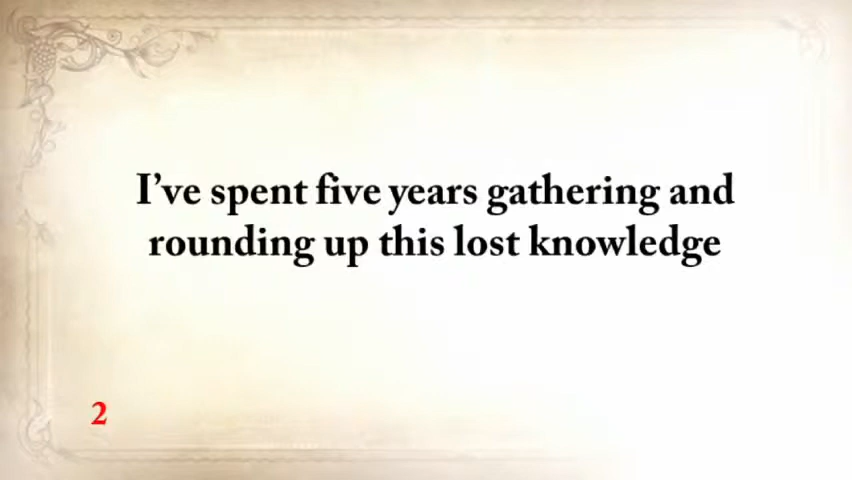 I’ve spent five years gathering and
rounding up this lost knowledge
2